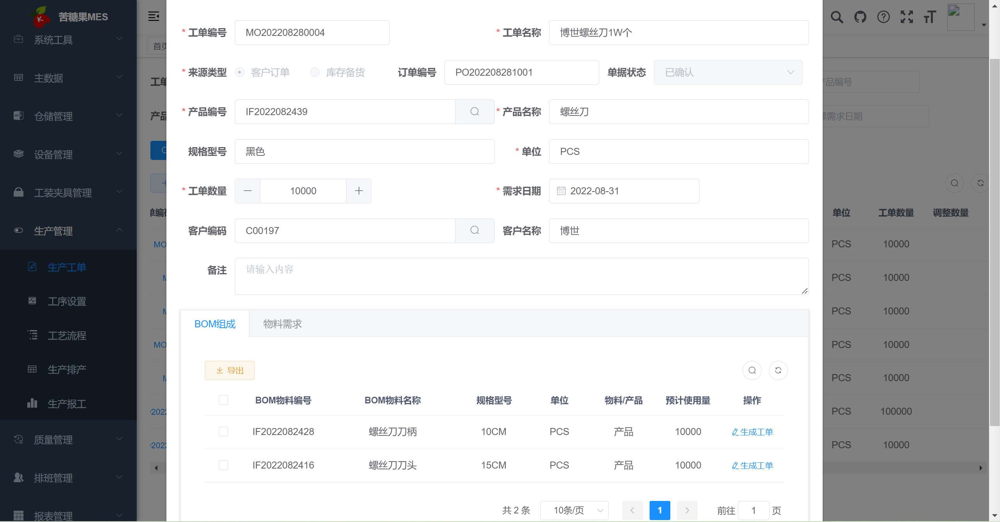 苦糖果MES
系统工具
主数据
仓储管理
设备管理
工装夹具管理
生产管理
生产工单
工序设置
工艺流程
生产排产
生产报工
质量管理
排班管理
报表管理
首页
* 工单编号 MO202208280004 * 工单名称 博世螺丝刀1W个
* 来源类型 客户订单 库存备货 订单编号 PO202208281001 单据状态 已确认
* 产品编号 IF2022082439 * 产品名称 螺丝刀
规格型号 黑色 * 单位 PCS
* 工单数量 10000 * 需求日期 2022-08-31
客户编码 C00197 客户名称 博世
备注 请输入内容
BOM组成 物料需求
导出
BOM物料编号 BOM物料名称 规格型号 单位 物料/产品 预计使用量 操作
IF2022082428 螺丝刀刀柄 10CM PCS 产品 10000 生成工单
IF2022082416 螺丝刀刀头 15CM PCS 产品 10000 生成工单
共 2 条 10条/页 1 前往 1 页
工单
产品
单编码
MO
M
M
MO
M
2022
2022
产品编号
择需求日期
单位 工单数量 调整数量
PCS 10000
PCS 10000
PCS 10000
PCS 10000
PCS 10000
PCS 100000
PCS 10000